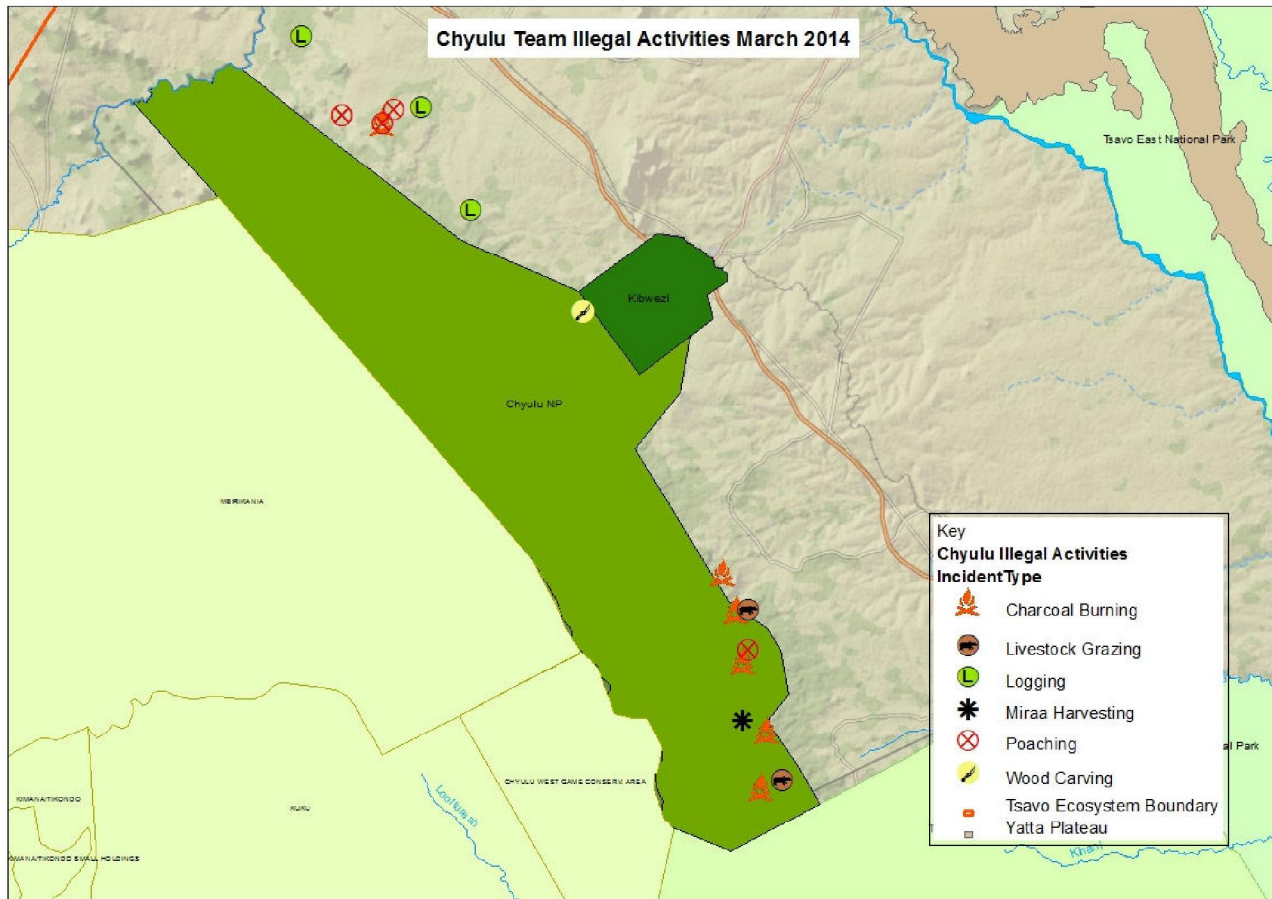 Chyulu Team Illegal Activities March 2014
L
L
Tsavo East National Park
L
Kibwezi
Chyulu NP
MBIRIKANIA
Key
Chyulu Illegal Activities
IncidentType
Charcoal Burning
Livestock Grazing
L Logging
Miraa Harvesting
Poaching
al Park
Wood Carving
CHYULU WEST GAME CONSERV. AREA
KIMANA/TIKONDO
KUKU
Tsavo Ecosystem Boundary
Yatta Plateau
T
Khani
KIMANA/TIKONDO SMALL HOLDINGS